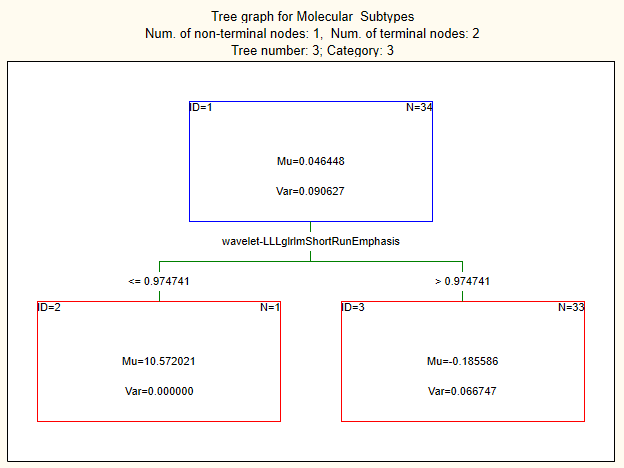 Tree graph for Molecular  Subtypes
Num. of non-terminal nodes: 1,  Num. of terminal nodes: 2
Tree number: 3; Category: 3
ID=1 N=34
Mu=0.046448
Var=0.090627
wavelet-LLLglrlmShortRunEmphasis
<= 0.974741 > 0.974741
ID=2 N=1 ID=3 N=33
Mu=10.572021 Mu=-0.185586
Var=0.000000 Var=0.066747